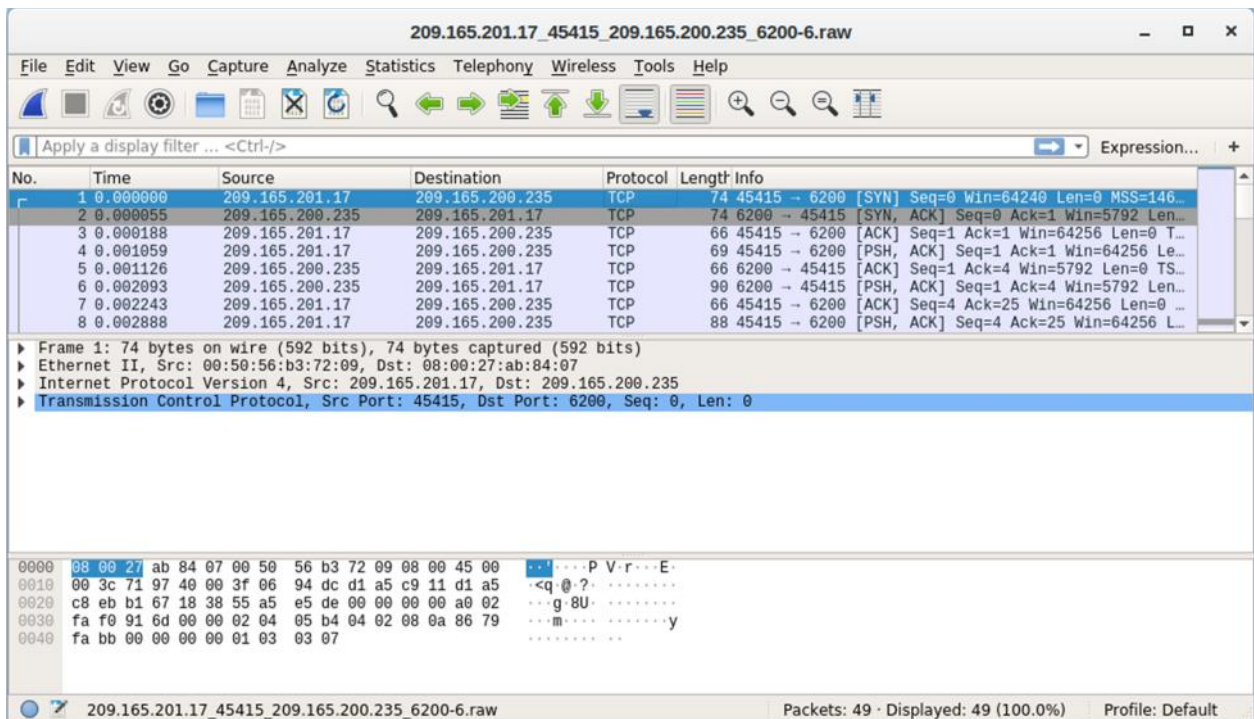 209.165.201.17_45415_209.165.200.235_6200-6.raw
File Edit View Go Capture Analyze Statistics Telephony Wireless Tools Help
Apply a display filter ... <Ctrl-/> Expression... +
No. Time Source Destination Protocol Length Info
1 0.000000 209.165.201.17 209.165.200.235 TCP 74 45415 → 6200 [SYN] Seq=0 Win=64240 Len=0 MSS=146…
2 0.000055 209.165.200.235 209.165.201.17 TCP 74 6200 → 45415 [SYN, ACK] Seq=0 Ack=1 Win=5792 Len…
3 0.000188 209.165.201.17 209.165.200.235 TCP 66 45415 → 6200 [ACK] Seq=1 Ack=1 Win=64256 Len=0 T…
4 0.001059 209.165.201.17 209.165.200.235 TCP 69 45415 → 6200 [PSH, ACK] Seq=1 Ack=1 Win=64256 Le…
5 0.001126 209.165.200.235 209.165.201.17 TCP 66 6200 → 45415 [ACK] Seq=1 Ack=4 Win=5792 Len=0 TS…
6 0.002093 209.165.200.235 209.165.201.17 TCP 90 6200 → 45415 [PSH, ACK] Seq=1 Ack=4 Win=5792 Len…
7 0.002243 209.165.201.17 209.165.200.235 TCP 66 45415 → 6200 [ACK] Seq=4 Ack=25 Win=64256 Len=0 …
8 0.002888 209.165.201.17 209.165.200.235 TCP 88 45415 → 6200 [PSH, ACK] Seq=4 Ack=25 Win=64256 L…
Frame 1: 74 bytes on wire (592 bits), 74 bytes captured (592 bits)
Ethernet II, Src: 00:50:56:b3:72:09, Dst: 08:00:27:ab:84:07
Internet Protocol Version 4, Src: 209.165.201.17, Dst: 209.165.200.235
Transmission Control Protocol, Src Port: 45415, Dst Port: 6200, Seq: 0, Len: 0
0000 08 00 27 ab 84 07 00 50 56 b3 72 09 08 00 45 00 ··'····P V·r···E·
0010 00 3c 71 97 40 00 3f 06 94 dc d1 a5 c9 11 d1 a5 ·<q·@·?· ········
0020 c8 eb b1 67 18 38 55 a5 e5 de 00 00 00 00 a0 02 ···g·8U· ········
0030 fa f0 91 6d 00 00 02 04 05 b4 04 02 08 0a 86 79 ···m···· ·······y
0040 fa bb 00 00 00 00 01 03 03 07 ········ ··
209.165.201.17_45415_209.165.200.235_6200-6.raw Packets: 49 · Displayed: 49 (100.0%) Profile: Default